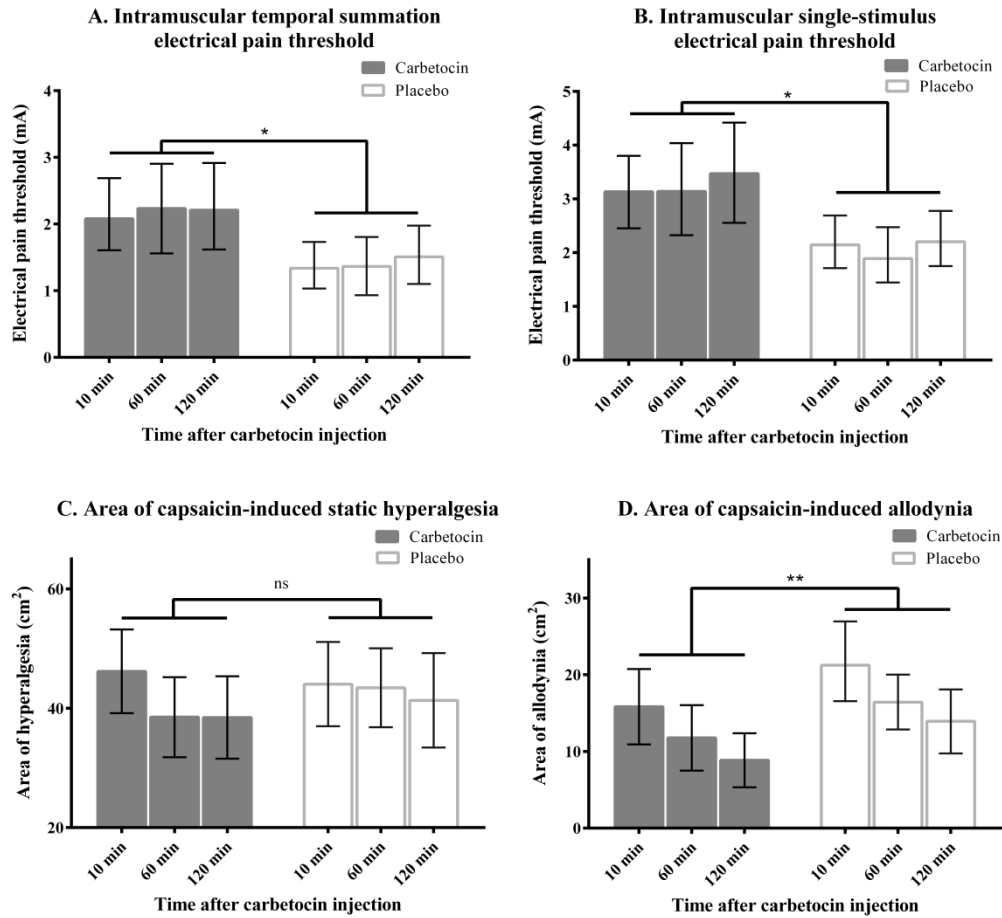 A. Intramuscular temporal summation
electrical pain threshold
Carbetocin
Placebo
Electrical pain threshold (mA)
4
3
2
1
0
*
10 min
60 min
120 min
10 min
60 min
120 min
Time after carbetocin injection
B. Intramuscular single-stimulus
electrical pain threshold
Carbetocin
Placebo
Electrical pain threshold (mA)
5
4
3
2
1
0
*
10 min
60 min
120 min
10 min
60 min
120 min
Time after carbetocin injection
C. Area of capsaicin-induced static hyperalgesia
Carbetocin
Placebo
Area of hyperalgesia (cm²)
60
40
20
ns
10 min
60 min
120 min
10 min
60 min
120 min
Time after carbetocin injection
D. Area of capsaicin-induced allodynia
Carbetocin
Placebo
Area of allodynia (cm²)
30
20
10
0
**
10 min
60 min
120 min
10 min
60 min
120 min
Time after carbetocin injection